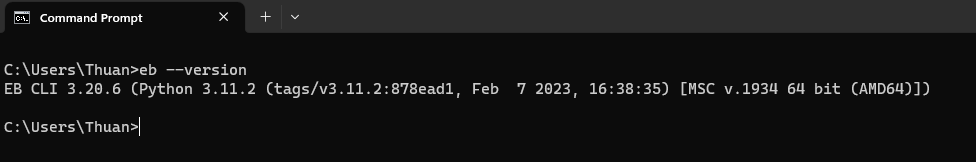 Command Prompt
C:\Users\Thuan>eb --version
EB CLI 3.20.6 (Python 3.11.2 (tags/v3.11.2:878ead1, Feb  7 2023, 16:38:35) [MSC v.1934 64 bit (AMD64)])
C:\Users\Thuan>